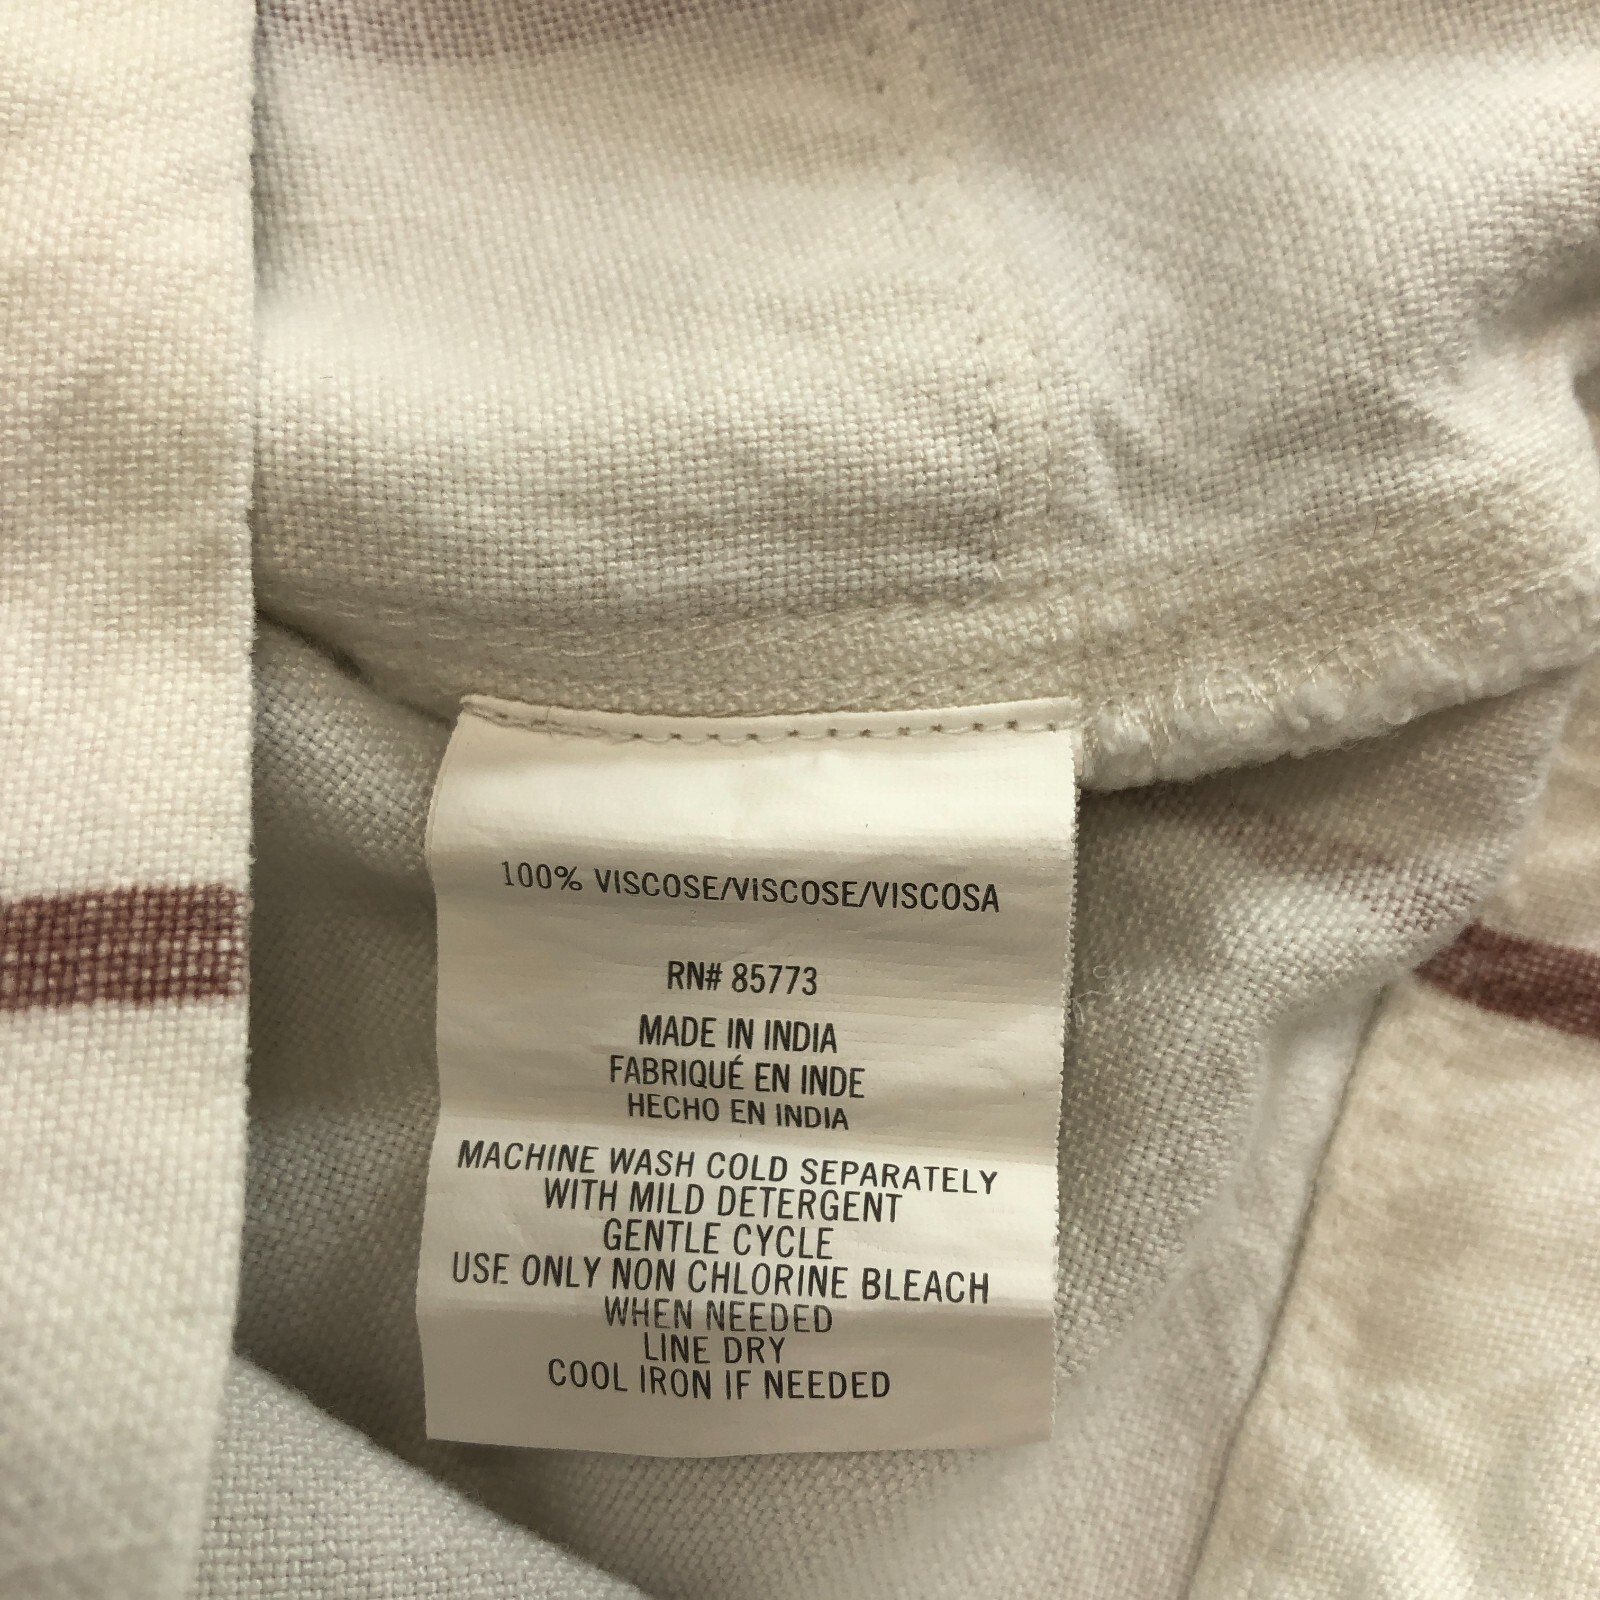 100% VISCOSE/VISCOSE/VISCOSA
RN# 85773
MADE IN INDIA
FABRIQUÉ EN INDE
HECHO EN INDIA
MACHINE WASH COLD SEPARATELY
WITH MILD DETERGENT
GENTLE CYCLE
USE ONLY NON CHLORINE BLEACH
WHEN NEEDED
LINE DRY
COOL IRON IF NEEDED